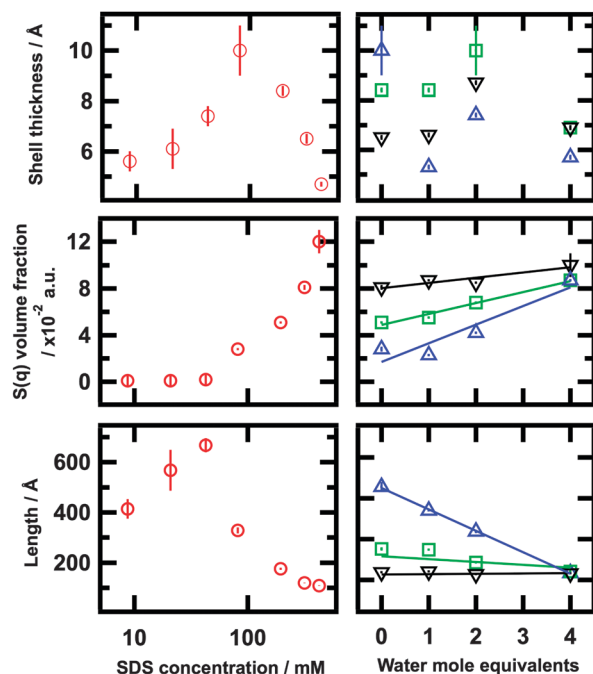 Shell thickness / Å
10
8
6
S(q) volume fraction
/ x10⁻² a.u.
12
8
4
0
Length / Å
600
400
200
10
100
0
1
2
3
4
SDS concentration / mM
Water mole equivalents